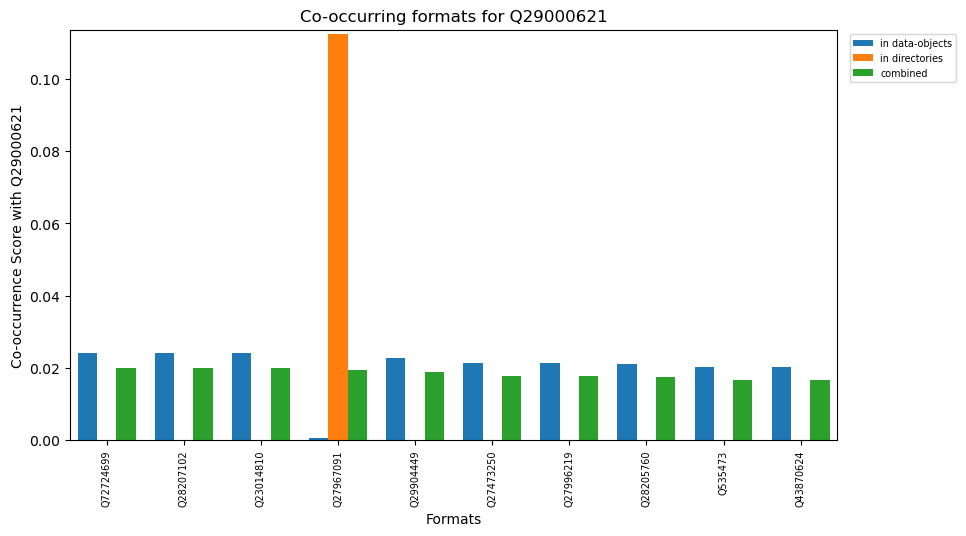 Co-occurring formats for Q29000621
in data-objects
in directories
combined
Co-occurrence Score with Q29000621
0.10
0.08
0.06
0.04
0.02
0.00
Q72724699
Q28207102
Q23014810
Q27967091
Q29904449
Q27473250
Q27996219
Q28205760
Q535473
Q43870624
Formats